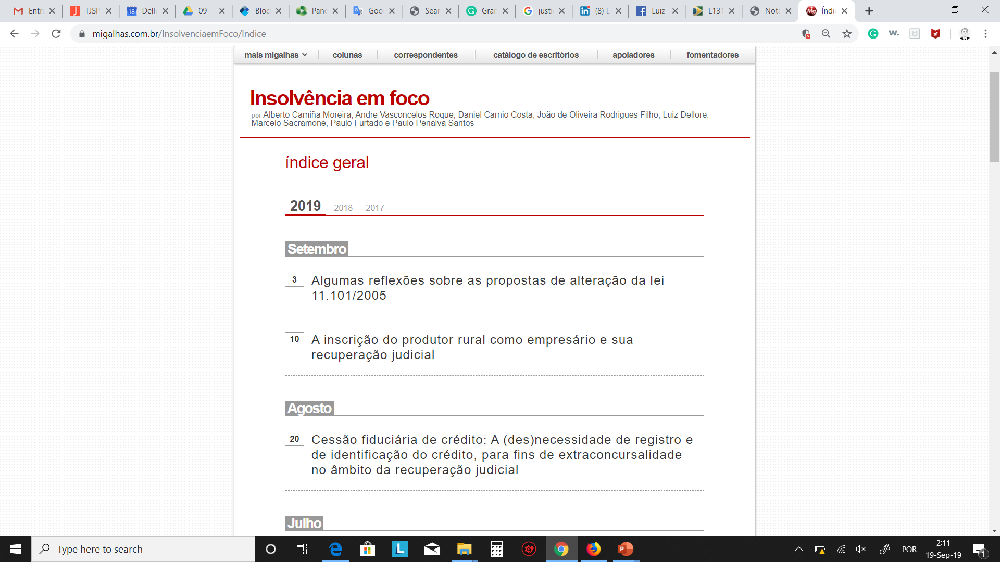 Entr
TJSP
18
Dell
09 -
Bloc
Panc
Goo
Sear
Gran
justi
(8) L
Luiz
L131
Nota
Índi
migalhas.com.br/InsolvenciaemFoco/Indice
mais migalhas
colunas
correspondentes
catálogo de escritórios
apoiadores
fomentadores
Insolvência em foco
por Alberto Camiña Moreira, Andre Vasconcelos Roque, Daniel Carnio Costa, João de Oliveira Rodrigues Filho, Luiz Dellore,
Marcelo Sacramone, Paulo Furtado e Paulo Penalva Santos
índice geral
2019 2018 2017
Setembro
3 Algumas reflexões sobre as propostas de alteração da lei
11.101/2005
10 A inscrição do produtor rural como empresário e sua
recuperação judicial
Agosto
20 Cessão fiduciária de crédito: A (des)necessidade de registro e
de identificação do crédito, para fins de extraconcursalidade
no âmbito da recuperação judicial
Julho
Type here to search
POR
2:11
19-Sep-19
1